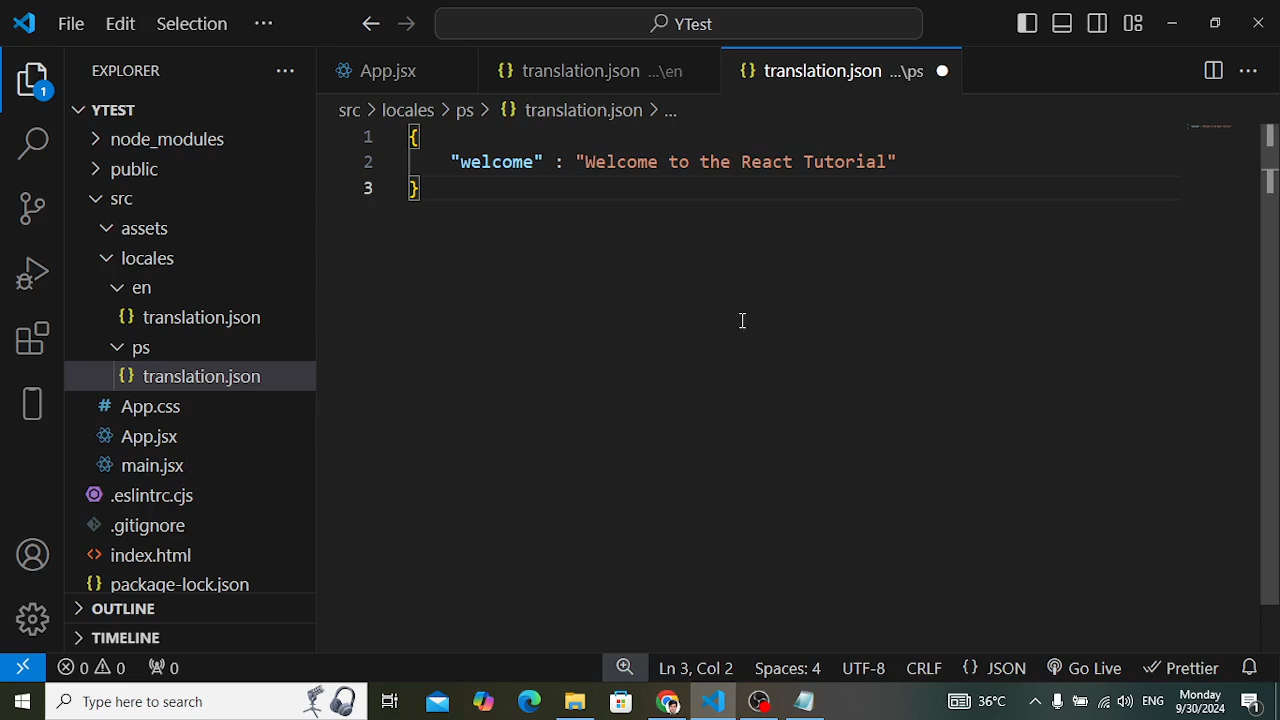 File Edit Selection ... YTest
EXPLORER ...
App.jsx
translation.json ...\en
translation.json ...\ps
YTEST
src > locales > ps > {} translation.json > ...
node_modules
public
src
assets
locales
en
{} translation.json
ps
{} translation.json
# App.css
App.jsx
main.jsx
.eslintrc.cjs
.gitignore
<> index.html
{} package-lock.json
OUTLINE
TIMELINE
1 {
2 "welcome" : "Welcome to the React Tutorial"
3 }
1
0 0 0 Ln 3, Col 2 Spaces: 4 UTF-8 CRLF {} JSON Go Live Prettier
Type here to search
36°C ENG
Monday
9/30/2024
1